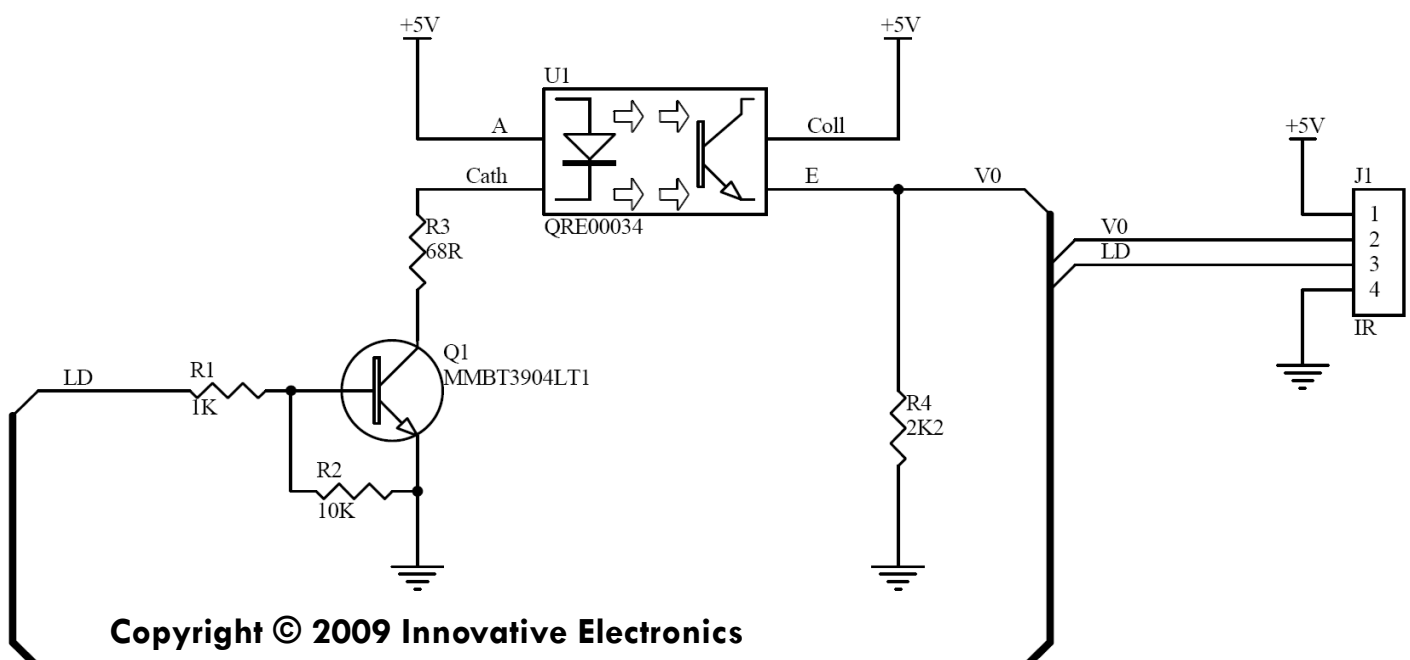 +5V
+5V
U1
A
Coll
+5V
Cath
E
V0
J1
QRE00034
R3
68R
1
V0
2
LD
3
4
IR
Q1
MMBT3904LT1
LD
R1
1K
R4
2K2
R2
10K
Copyright © 2009 Innovative Electronics